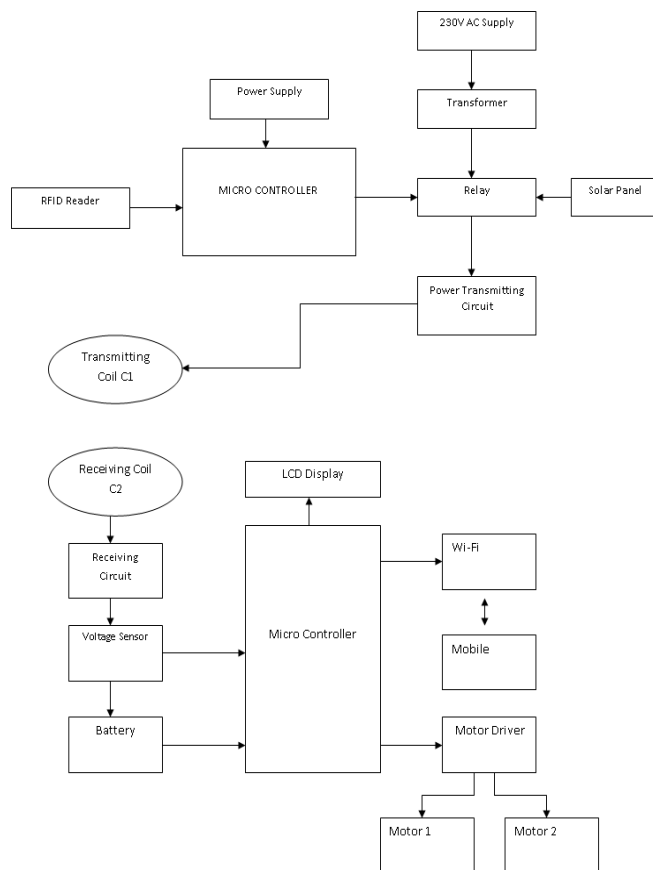 230V AC Supply
Power Supply
Transformer
MICRO CONTROLLER
RFID Reader
Relay
Solar Panel
Power Transmitting
Circuit
Transmitting
Coil C1
Receiving Coil
C2
LCD Display
Receiving
Circuit
Wi-Fi
Voltage Sensor
Micro Controller
Mobile
Battery
Motor Driver
Motor 1
Motor 2